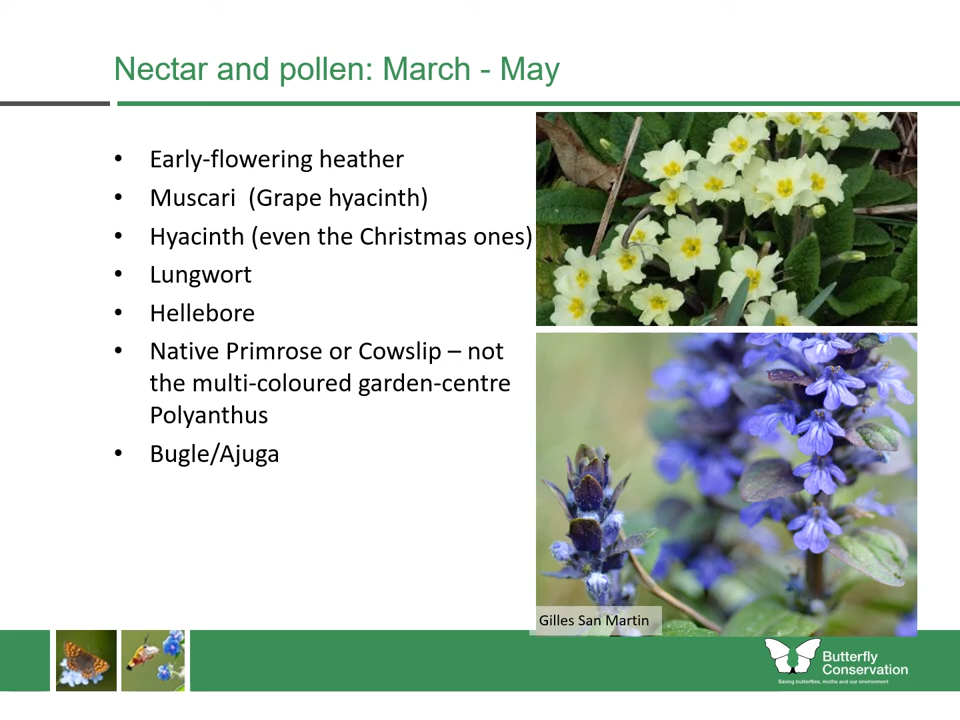 Nectar and pollen: March - May
• Early-flowering heather
• Muscari  (Grape hyacinth)
• Hyacinth (even the Christmas ones)
• Lungwort
• Hellebore
• Native Primrose or Cowslip – not
the multi-coloured garden-centre
Polyanthus
• Bugle/Ajuga
Gilles San Martin
Butterfly
Conservation
Saving butterflies, moths and our environment